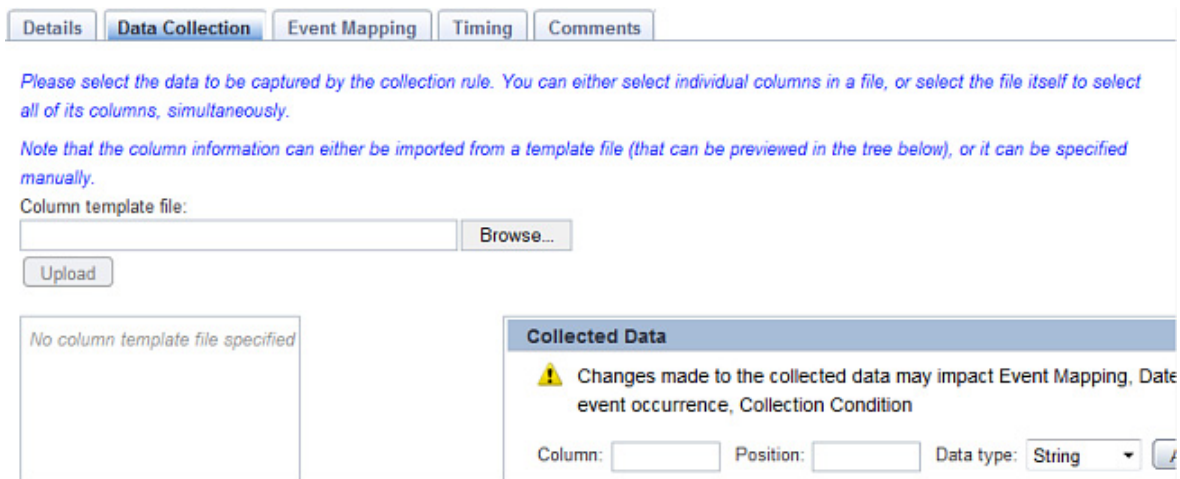 Details Data Collection Event Mapping Timing Comments
Please select the data to be captured by the collection rule. You can either select individual columns in a file, or select the file itself to select
all of its columns, simultaneously.
Note that the column information can either be imported from a template file (that can be previewed in the tree below), or it can be specified
manually.
Column template file:
Browse...
Upload
No column template file specified
Collected Data
Changes made to the collected data may impact Event Mapping, Date
event occurrence, Collection Condition
Column: Position: Data type: String